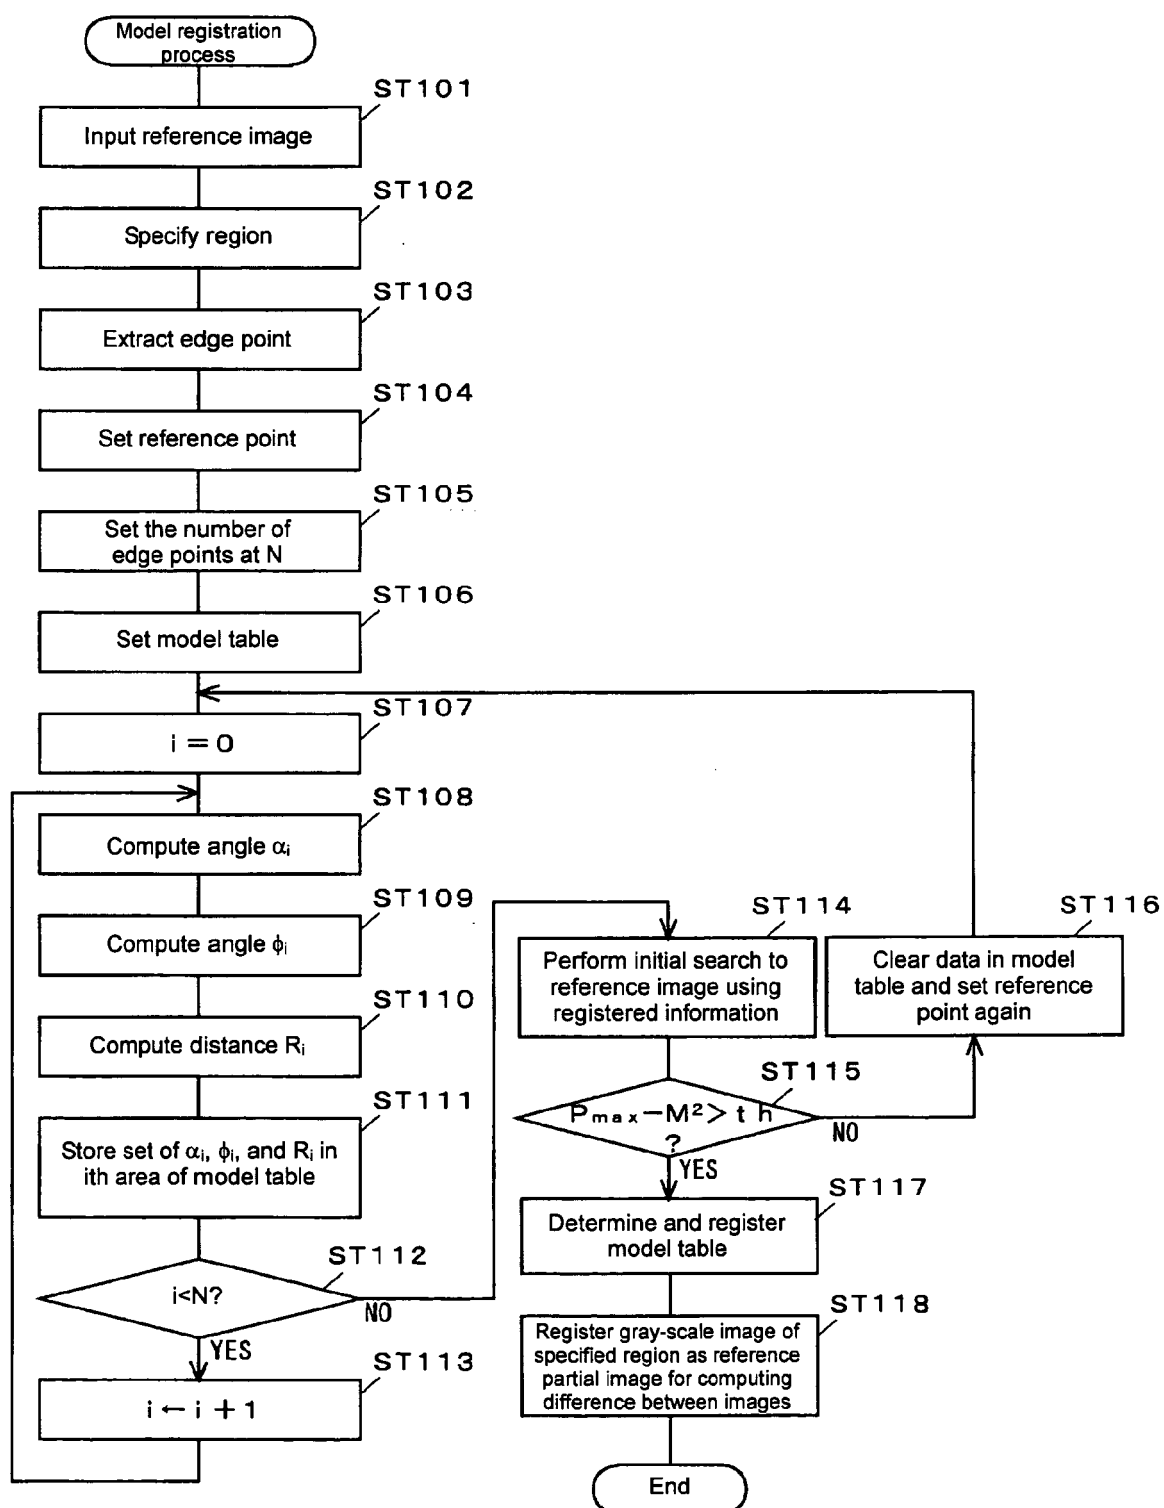 Model registration
process
ST101
Input reference image
ST102
Specify region
ST103
Extract edge point
ST104
Set reference point
ST105
Set the number of
edge points at N
ST106
Set model table
ST107
i = 0
ST108
Compute angle αi
ST109
Compute angle ϕi
ST110
Compute distance Ri
ST111
Store set of αi, ϕi, and Ri in
ith area of model table
ST112
i<N?
NO
YES
ST113
i ← i + 1
ST114
Perform initial search to
reference image using
registered information
ST115
Pmax−M²> t h
?
NO
YES
ST116
Clear data in model
table and set reference
point again
ST117
Determine and register
model table
ST118
Register gray-scale image of
specified region as reference
partial image for computing
difference between images
End